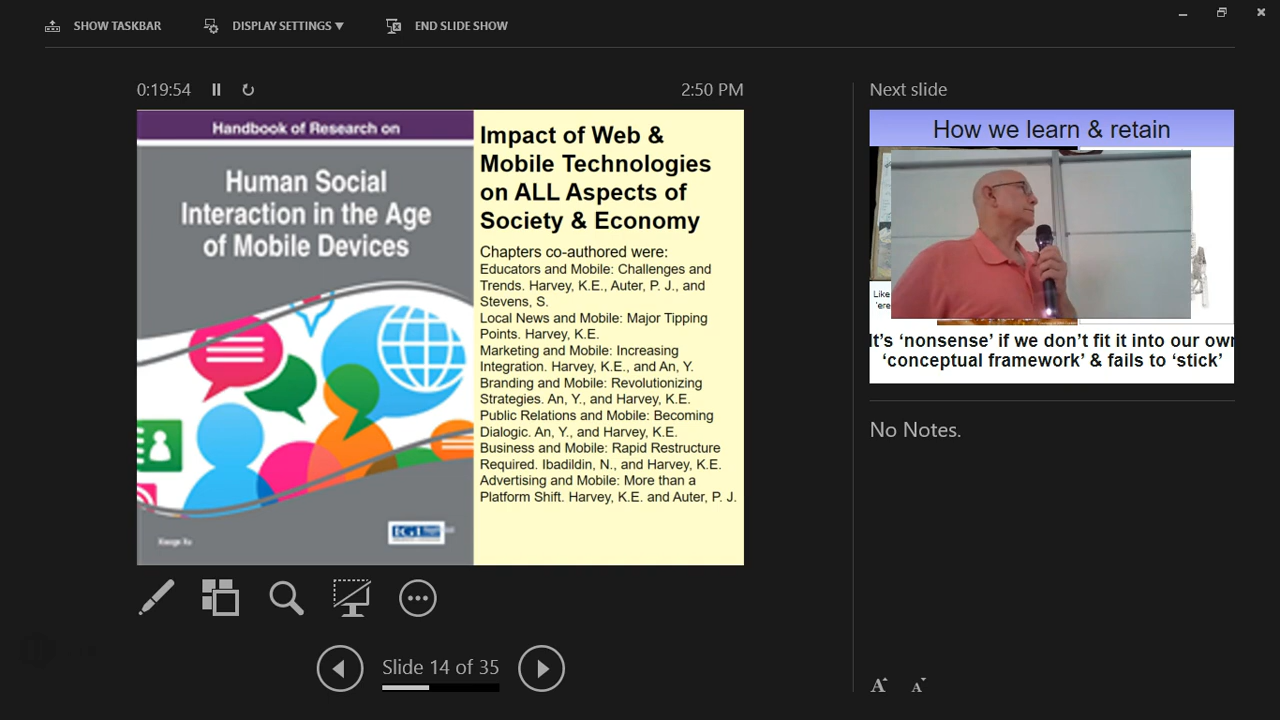 SHOW TASKBAR
DISPLAY SETTINGS ▼
END SLIDE SHOW
0:19:54
2:50 PM
Handbook of Research on
Human Social
Interaction in the Age
of Mobile Devices
Impact of Web &
Mobile Technologies
on ALL Aspects of
Society & Economy
Chapters co-authored were:
Educators and Mobile: Challenges and
Trends. Harvey, K.E., Auter, P. J., and
Stevens, S.
Local News and Mobile: Major Tipping
Points. Harvey, K.E.
Marketing and Mobile: Increasing
Integration. Harvey, K.E., and An, Y.
Branding and Mobile: Revolutionizing
Strategies. An, Y., and Harvey, K.E.
Public Relations and Mobile: Becoming
Dialogic. An, Y., and Harvey, K.E.
Business and Mobile: Rapid Restructure
Required. Ibadildin, N., and Harvey, K.E.
Advertising and Mobile: More than a
Platform Shift. Harvey, K.E. and Auter, P. J.
Slide 14 of 35
Next slide
How we learn & retain
Like
'ere
It's 'nonsense' if we don't fit it into our own
'conceptual framework' & fails to 'stick'
No Notes.
A A